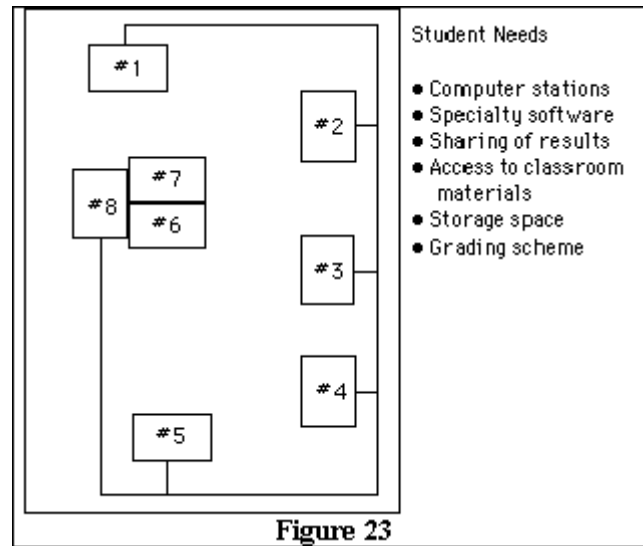 #1
#2
#7
#8
#6
#3
#4
#5
Student Needs
● Computer stations
● Specialty software
● Sharing of results
● Access to classroom
materials
● Storage space
● Grading scheme
Figure 23